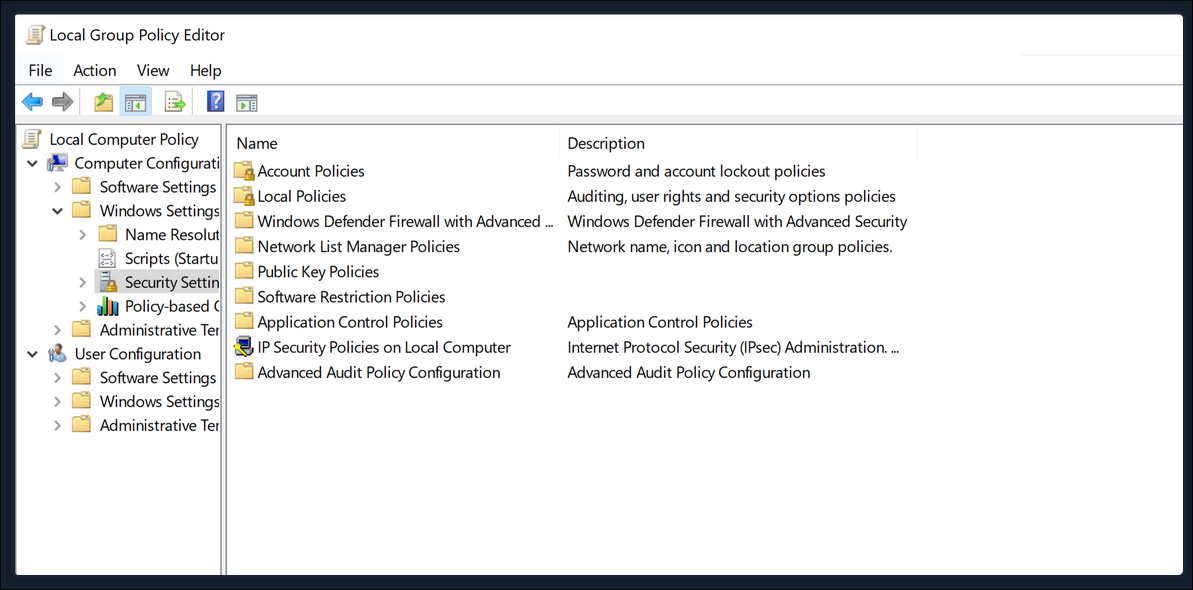 Local Group Policy Editor
File Action View Help
Local Computer Policy
Computer Configurati
Software Settings
Windows Settings
Name Resolut
Scripts (Startu
Security Settin
Policy-based
Administrative Ter
User Configuration
Software Settings
Windows Settings
Administrative Ter
Name Description
Account Policies Password and account lockout policies
Local Policies Auditing, user rights and security options policies
Windows Defender Firewall with Advanced ... Windows Defender Firewall with Advanced Security
Network List Manager Policies Network name, icon and location group policies.
Public Key Policies
Software Restriction Policies
Application Control Policies Application Control Policies
IP Security Policies on Local Computer Internet Protocol Security (IPsec) Administration. ...
Advanced Audit Policy Configuration Advanced Audit Policy Configuration